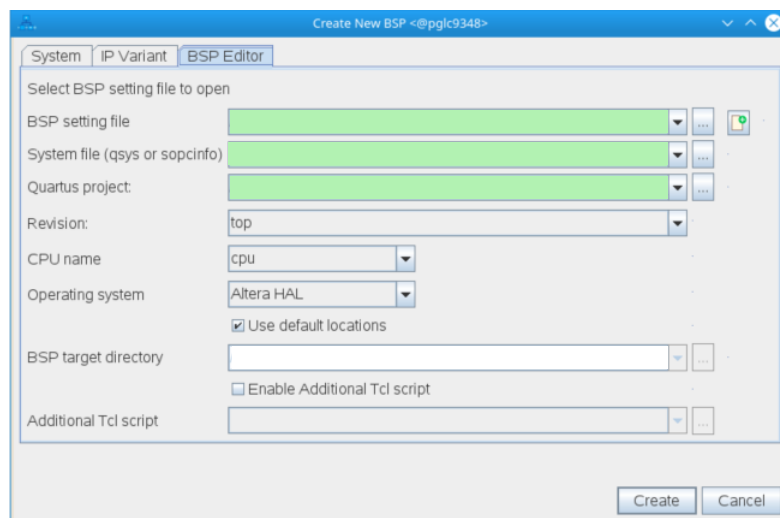 Create New BSP <@pglc9348>
System IP Variant BSP Editor
Select BSP setting file to open
BSP setting file
...
System file (qsys or sopcinfo)
...
Quartus project:
...
Revision: top
CPU name cpu
Operating system Altera HAL
Use default locations
BSP target directory
...
Enable Additional Tcl script
Additional Tcl script
...
Create Cancel